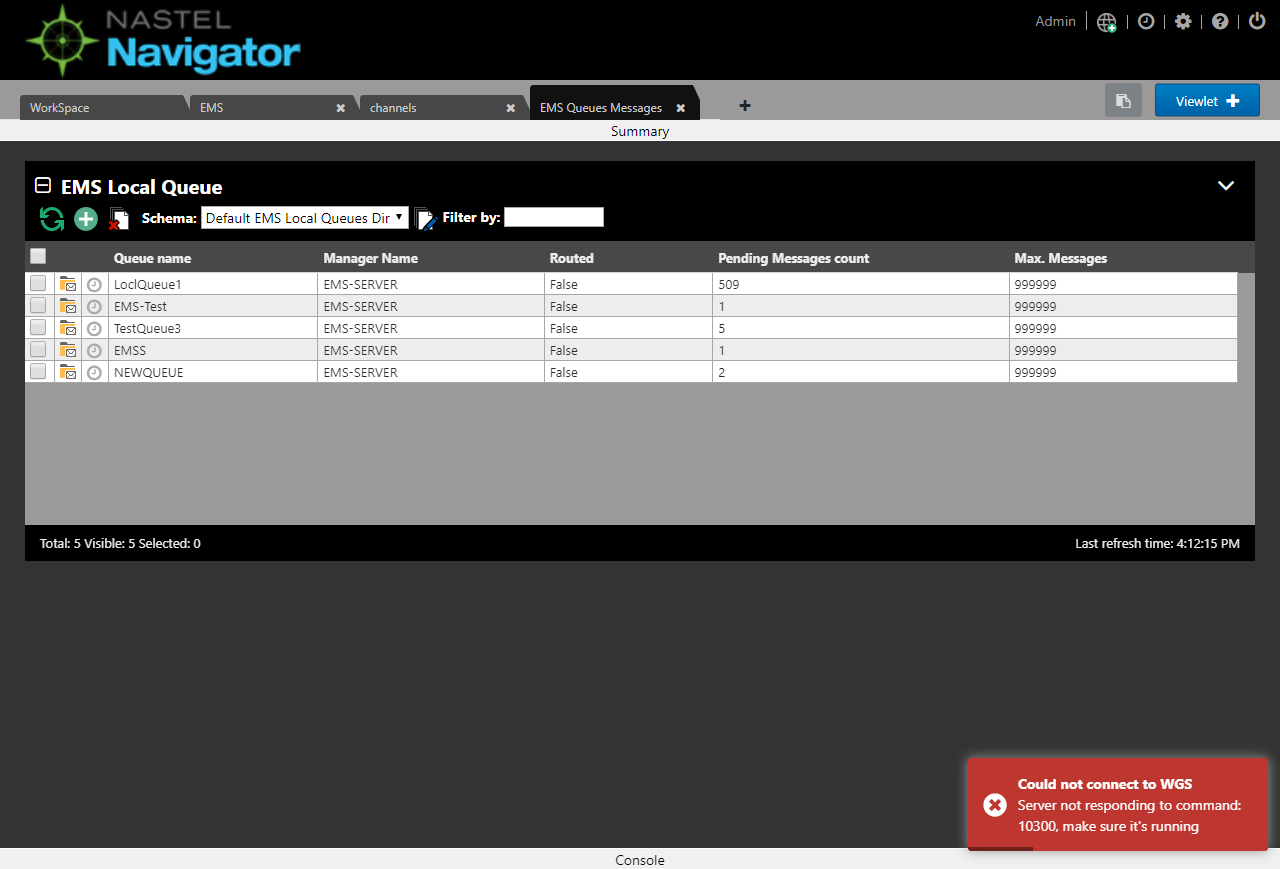 NASTEL
Navigator
Admin
WorkSpace
EMS
channels
EMS Queues Messages
Viewlet
Summary
EMS Local Queue
Schema: Default EMS Local Queues Dir Filter by:
Queue name Manager Name Routed Pending Messages count Max. Messages
LoclQueue1 EMS-SERVER False 509 999999
EMS-Test EMS-SERVER False 1 999999
TestQueue3 EMS-SERVER False 5 999999
EMSS EMS-SERVER False 1 999999
NEWQUEUE EMS-SERVER False 2 999999
Total: 5 Visible: 5 Selected: 0 Last refresh time: 4:12:15 PM
Could not connect to WGS
Server not responding to command:
10300, make sure it's running
Console